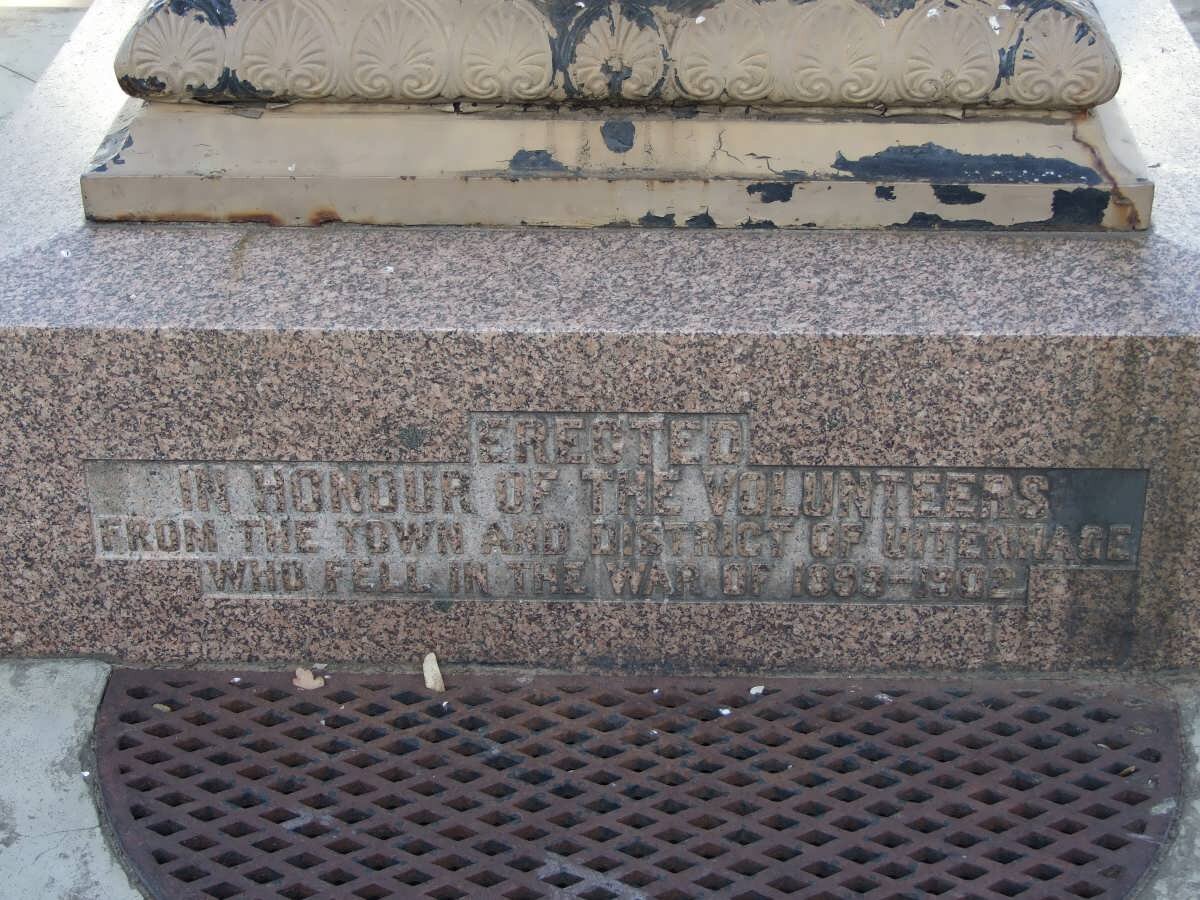 ERECTED
IN HONOUR OF THE VOLUNTEERS
FROM THE TOWN AND DISTRICT OF UITENHAGE
WHO FELL IN THE WAR OF 1899-1902